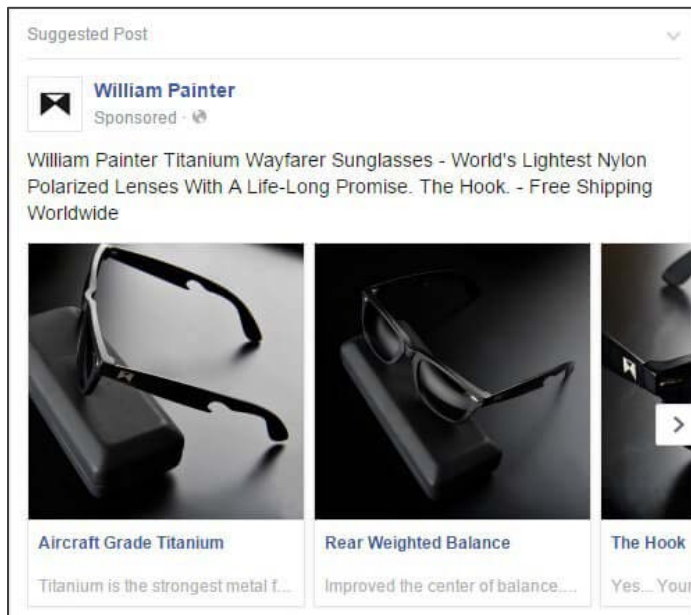 Suggested Post
William Painter
Sponsored ·
William Painter Titanium Wayfarer Sunglasses - World's Lightest Nylon
Polarized Lenses With A Life-Long Promise. The Hook. - Free Shipping
Worldwide
Aircraft Grade Titanium
Rear Weighted Balance
The Hook
Titanium is the strongest metal f...
Improved the center of balance....
Yes... Your